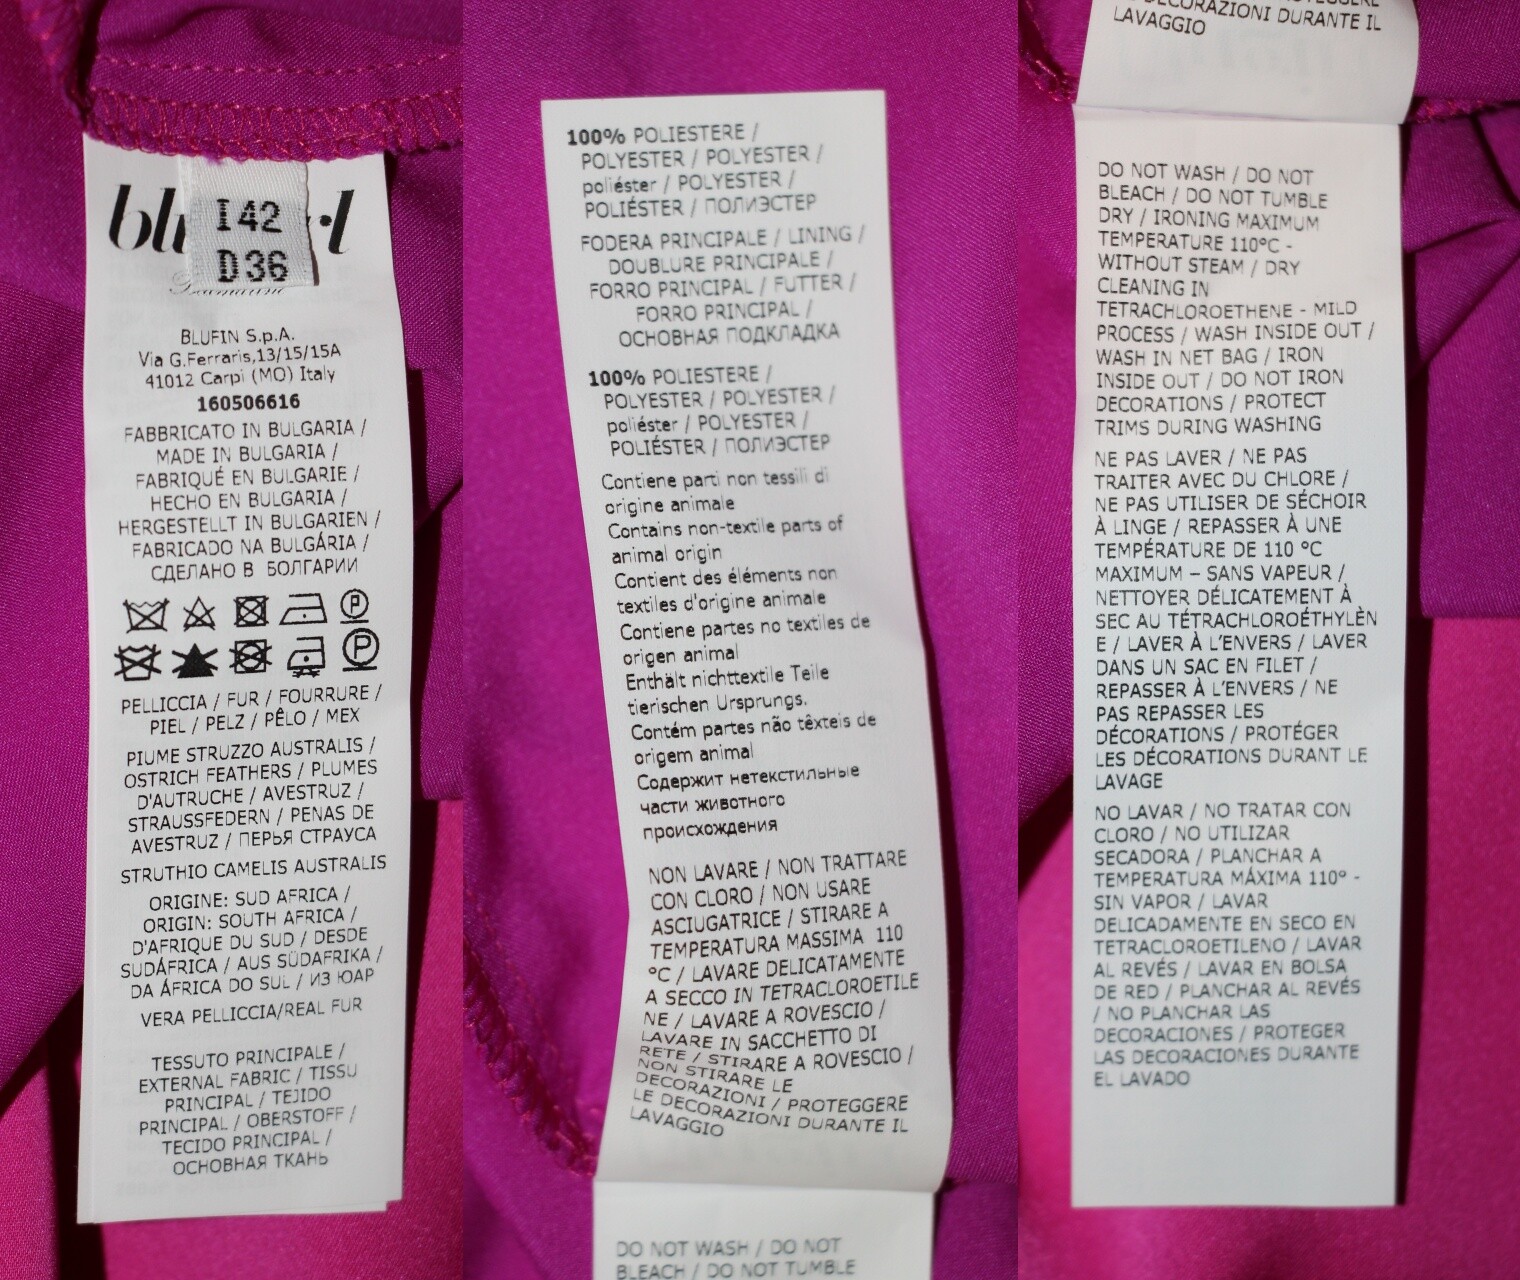 I 42
D 36
BLUFIN S.p.A.
Via G.Ferraris,13/15/15A
41012 Carpi (MO) Italy
160506616
FABBRICATO IN BULGARIA /
MADE IN BULGARIA /
FABRIQUÉ EN BULGARIE /
HECHO EN BULGARIA /
HERGESTELLT IN BULGARIEN /
FABRICADO NA BULGÁRIA /
СДЕЛАНО В БОЛГАРИИ
P
P
PELLICCIA / FUR / FOURRURE /
PIEL / PELZ / PÊLO / MEX
PIUME STRUZZO AUSTRALIS /
OSTRICH FEATHERS / PLUMES
D'AUTRUCHE / AVESTRUZ /
STRAUSSFEDERN / PENAS DE
AVESTRUZ / ПЕРЬЯ СТРАУСА
STRUTHIO CAMELIS AUSTRALIS
ORIGINE: SUD AFRICA /
ORIGIN: SOUTH AFRICA /
D'AFRIQUE DU SUD / DESDE
SUDÁFRICA / AUS SÜDAFRIKA /
DA ÁFRICA DO SUL / ИЗ ЮАР
VERA PELLICCIA/REAL FUR
TESSUTO PRINCIPALE /
EXTERNAL FABRIC / TISSU
PRINCIPAL / TEJIDO
PRINCIPAL / OBERSTOFF /
TECIDO PRINCIPAL /
ОСНОВНАЯ ТКАНЬ
100% POLIESTERE /
POLYESTER / POLYESTER /
poliéster / POLYESTER /
POLIÉSTER / ПОЛИЭСТЕР
FODERA PRINCIPALE / LINING /
DOUBLURE PRINCIPALE /
FORRO PRINCIPAL / FUTTER /
FORRO PRINCIPAL /
ОСНОВНАЯ ПОДКЛАДКА
100% POLIESTERE /
POLYESTER / POLYESTER /
poliéster / POLYESTER /
POLIÉSTER / ПОЛИЭСТЕР
Contiene parti non tessili di
origine animale
Contains non-textile parts of
animal origin
Contient des éléments non
textiles d'origine animale
Contiene partes no textiles de
origen animal
Enthält nichttextile Teile
tierischen Ursprungs.
Contém partes não têxteis de
origem animal
Содержит нетекстильные
части животного
происхождения
NON LAVARE / NON TRATTARE
CON CLORO / NON USARE
ASCIUGATRICE / STIRARE A
TEMPERATURA MASSIMA 110
°C / LAVARE DELICATAMENTE
A SECCO IN TETRACLOROETILE
NE / LAVARE A ROVESCIO /
LAVARE IN SACCHETTO DI
RETE / STIRARE A ROVESCIO /
NON STIRARE LE
DECORAZIONI / PROTEGGERE
LE DECORAZIONI DURANTE IL
LAVAGGIO
DO NOT WASH / DO NOT
BLEACH / DO NOT TUMBLE
DECORAZIONI DURANTE IL
LAVAGGIO
DO NOT WASH / DO NOT
BLEACH / DO NOT TUMBLE
DRY / IRONING MAXIMUM
TEMPERATURE 110°C -
WITHOUT STEAM / DRY
CLEANING IN
TETRACHLOROETHENE - MILD
PROCESS / WASH INSIDE OUT /
WASH IN NET BAG / IRON
INSIDE OUT / DO NOT IRON
DECORATIONS / PROTECT
TRIMS DURING WASHING
NE PAS LAVER / NE PAS
TRAITER AVEC DU CHLORE /
NE PAS UTILISER DE SÉCHOIR
À LINGE / REPASSER À UNE
TEMPÉRATURE DE 110 °C
MAXIMUM – SANS VAPEUR /
NETTOYER DÉLICATEMENT À
SEC AU TÉTRACHLOROÉTHYLÈN
E / LAVER À L'ENVERS / LAVER
DANS UN SAC EN FILET /
REPASSER À L'ENVERS / NE
PAS REPASSER LES
DÉCORATIONS / PROTÉGER
LES DÉCORATIONS DURANT LE
LAVAGE
NO LAVAR / NO TRATAR CON
CLORO / NO UTILIZAR
SECADORA / PLANCHAR A
TEMPERATURA MÁXIMA 110° -
SIN VAPOR / LAVAR
DELICADAMENTE EN SECO EN
TETRACLOROETILENO / LAVAR
AL REVÉS / LAVAR EN BOLSA
DE RED / PLANCHAR AL REVÉS
/ NO PLANCHAR LAS
DECORACIONES / PROTEGER
LAS DECORACIONES DURANTE
EL LAVADO